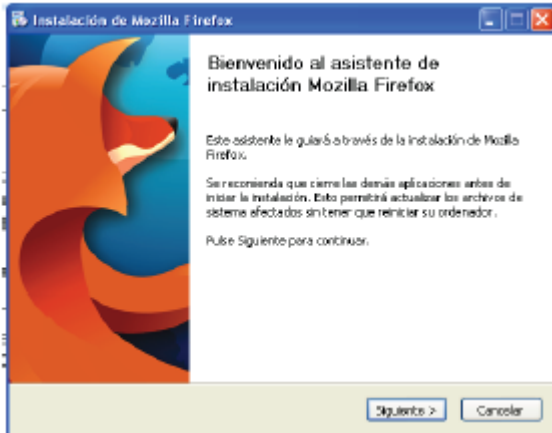 Instalación de Mozilla Firefox
Bienvenido al asistente de
instalación Mozilla Firefox
Este asistente le guiará a través de la instalación de Mozilla
Firefox.
Se recomienda que cierre las demás aplicaciones antes de
iniciar la instalación. Esto permitirá actualizar los archivos de
sistema afectados sin tener que reiniciar su ordenador.
Pulse Siguiente para continuar.
Siguiente >
Cancelar